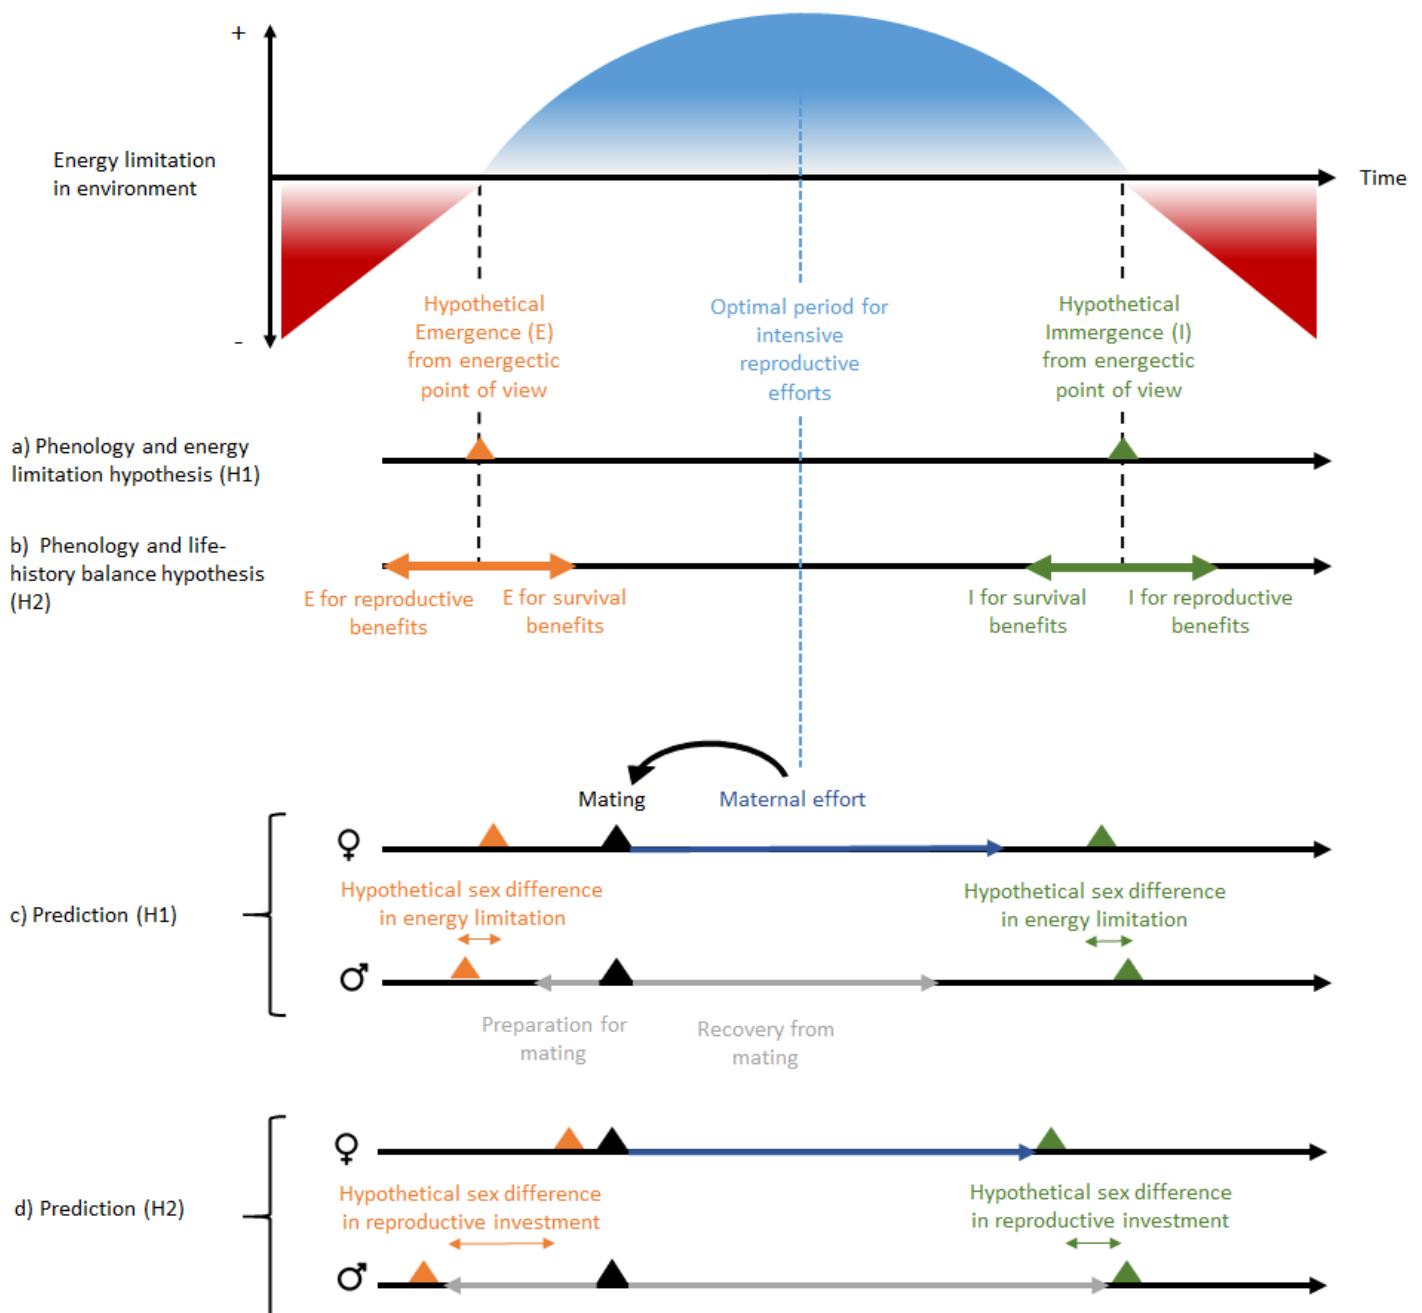 +
Energy limitation
in environment
Time
-
Hypothetical
Emergence (E)
from energectic
point of view
Optimal period for
intensive
reproductive
efforts
Hypothetical
Immergence (I)
from energectic
point of view
a) Phenology and energy
limitation hypothesis (H1)
b) Phenology and life-
history balance hypothesis
(H2)
E for reproductive
benefits
E for survival
benefits
I for survival
benefits
I for reproductive
benefits
Mating
Maternal effort
♀
Hypothetical sex difference
in energy limitation
Hypothetical sex difference
in energy limitation
c) Prediction (H1)
♂
Preparation for
mating
Recovery from
mating
♀
Hypothetical sex difference
in reproductive investment
Hypothetical sex difference
in reproductive investment
d) Prediction (H2)
♂